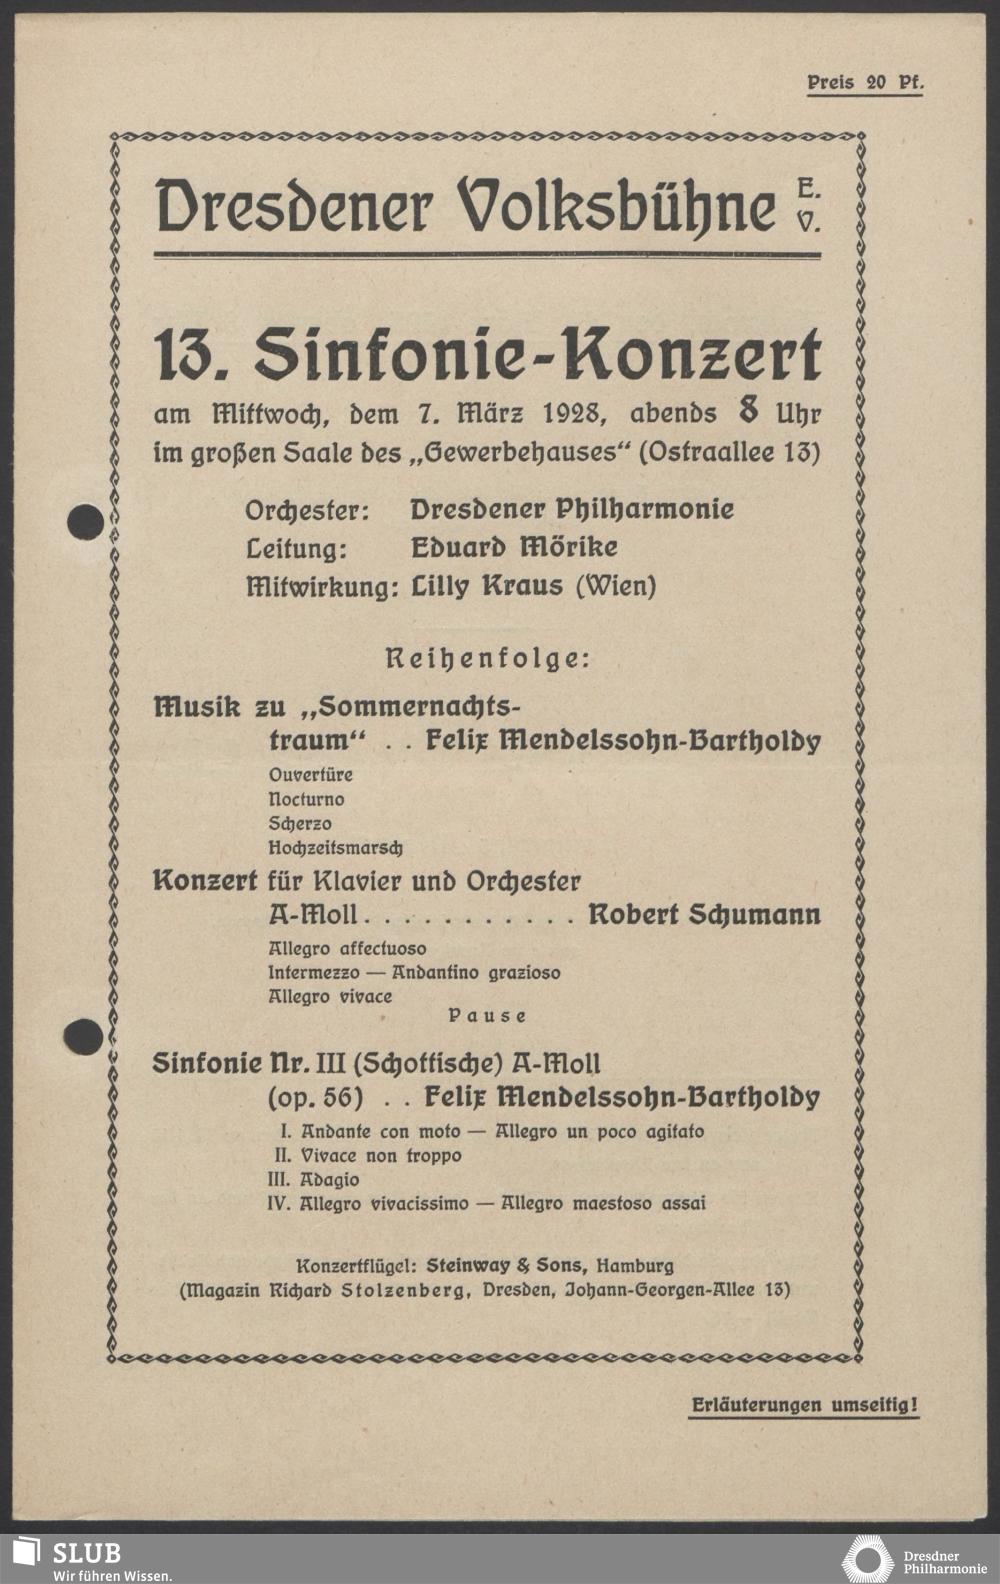 Preis 20 Pf.
Dresdener Volksbühne E. V.
13. Sinfonie-Konzert
am Mittwoch, dem 7. März 1928, abends 8 Uhr
im großen Saale des „Gewerbehauses“ (Ostraallee 13)
Orchester: Dresdener Philharmonie
Leitung: Eduard Mörike
Mitwirkung: Lilly Kraus (Wien)
Reihenfolge:
Musik zu „Sommernachts-
traum“ . . Felix Mendelssohn-Bartholdy
Ouvertüre
Nocturno
Scherzo
Hochzeitsmarsch
Konzert für Klavier und Orchester
A-Moll . . . . . . . . . . . Robert Schumann
Allegro affectuoso
Intermezzo — Andantino grazioso
Allegro vivace
Pause
Sinfonie Nr. III (Schottische) A-Moll
(op. 56) . . Felix Mendelssohn-Bartholdy
I. Andante con moto — Allegro un poco agitato
II. Vivace non troppo
III. Adagio
IV. Allegro vivacissimo — Allegro maestoso assai
Konzertflügel: Steinway & Sons, Hamburg
(Magazin Richard Stolzenberg, Dresden, Johann-Georgen-Allee 13)
Erläuterungen umseitig!
SLUB
Wir führen Wissen.
Dresdner
Philharmonie